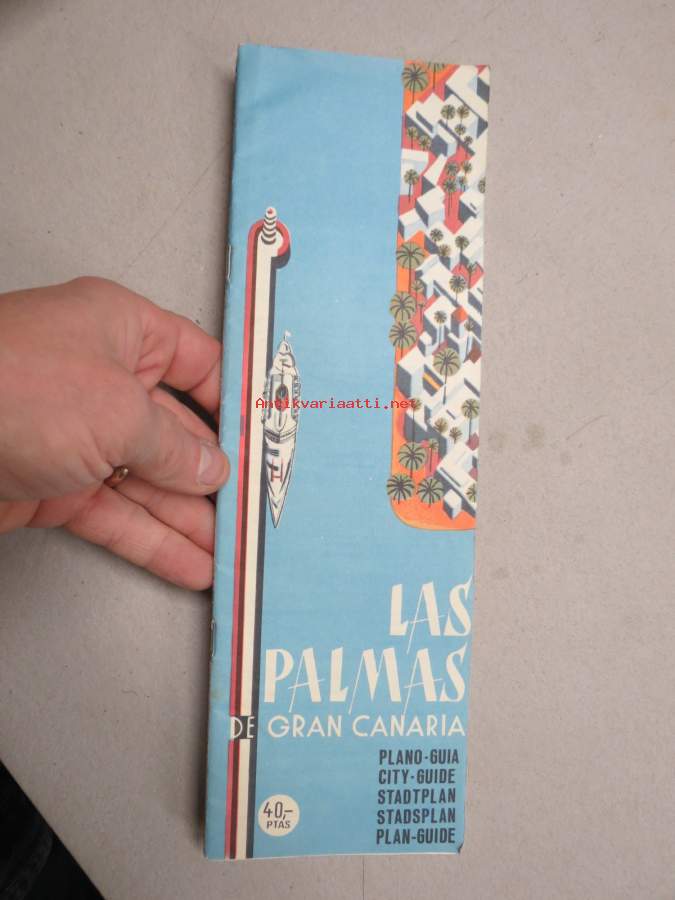 Antikvariaatti.net
LAS
PALMAS
DE GRAN CANARIA
PLANO-GUIA
CITY-GUIDE
STADTPLAN
STADSPLAN
PLAN-GUIDE
40,-
PTAS